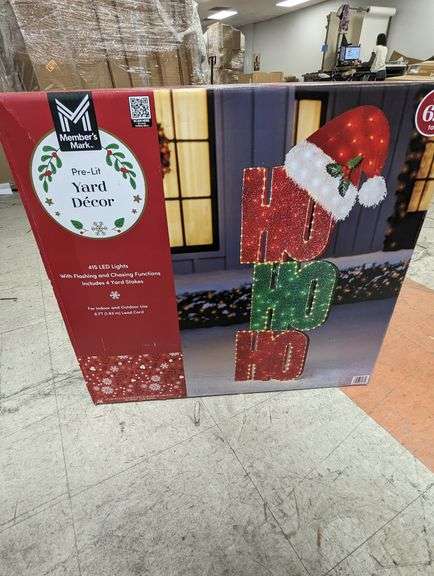 Member's
Mark
Pre-Lit
Yard
Décor
415 LED Lights
With Flashing and Chasing Functions
Includes 4 Yard Stakes
For Indoor and Outdoor Use
HO
HO
HO